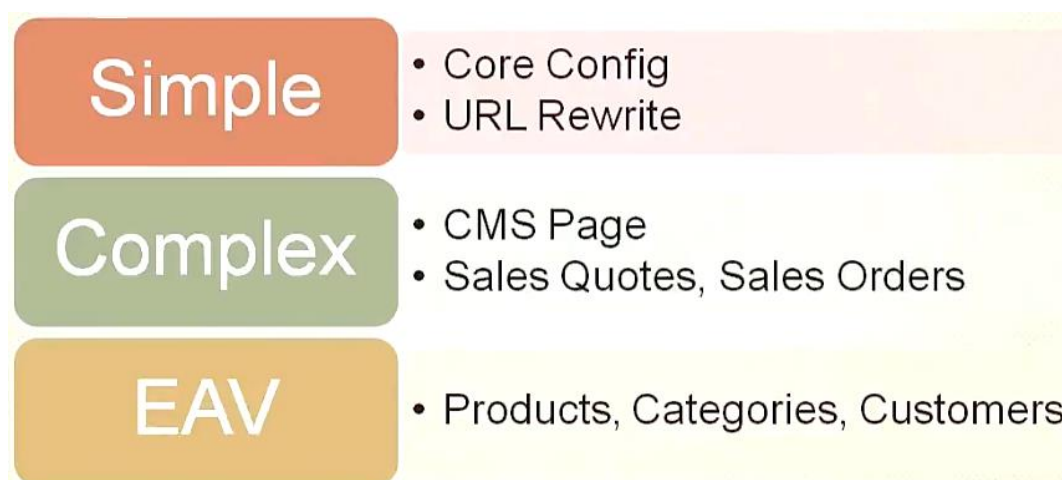 Simple
• Core Config
• URL Rewrite
Complex
• CMS Page
• Sales Quotes, Sales Orders
EAV
• Products, Categories, Customers